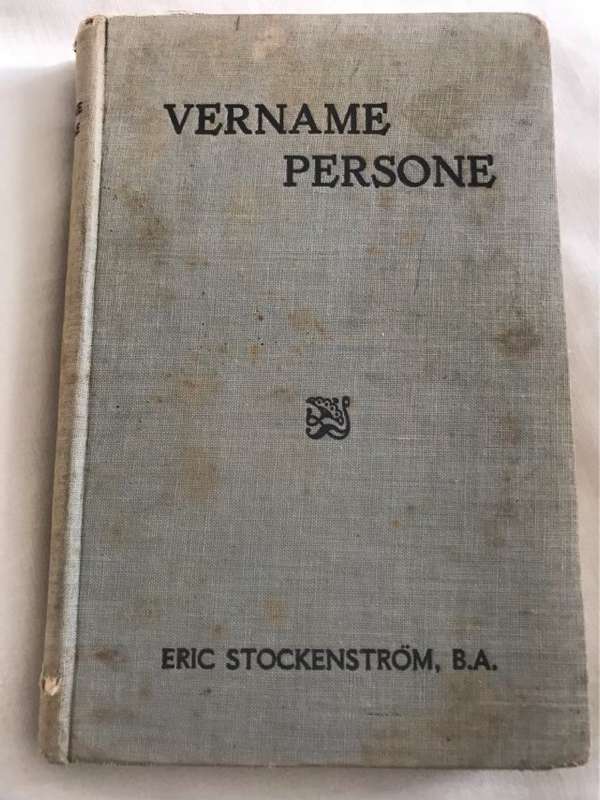 VERNAME
PERSONE
ERIC STOCKENSTRÖM, B.A.